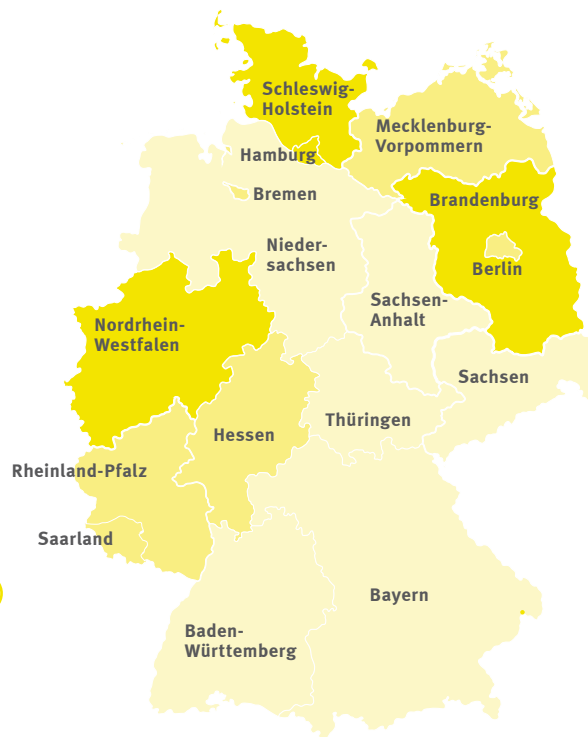 Schleswig-
Holstein
Mecklenburg-
Vorpommern
Hamburg
Bremen
Brandenburg
Nieder-
sachsen
Berlin
Sachsen-
Anhalt
Nordrhein-
Westfalen
Sachsen
Thüringen
Hessen
Rheinland-Pfalz
Saarland
Bayern
Baden-
Württemberg